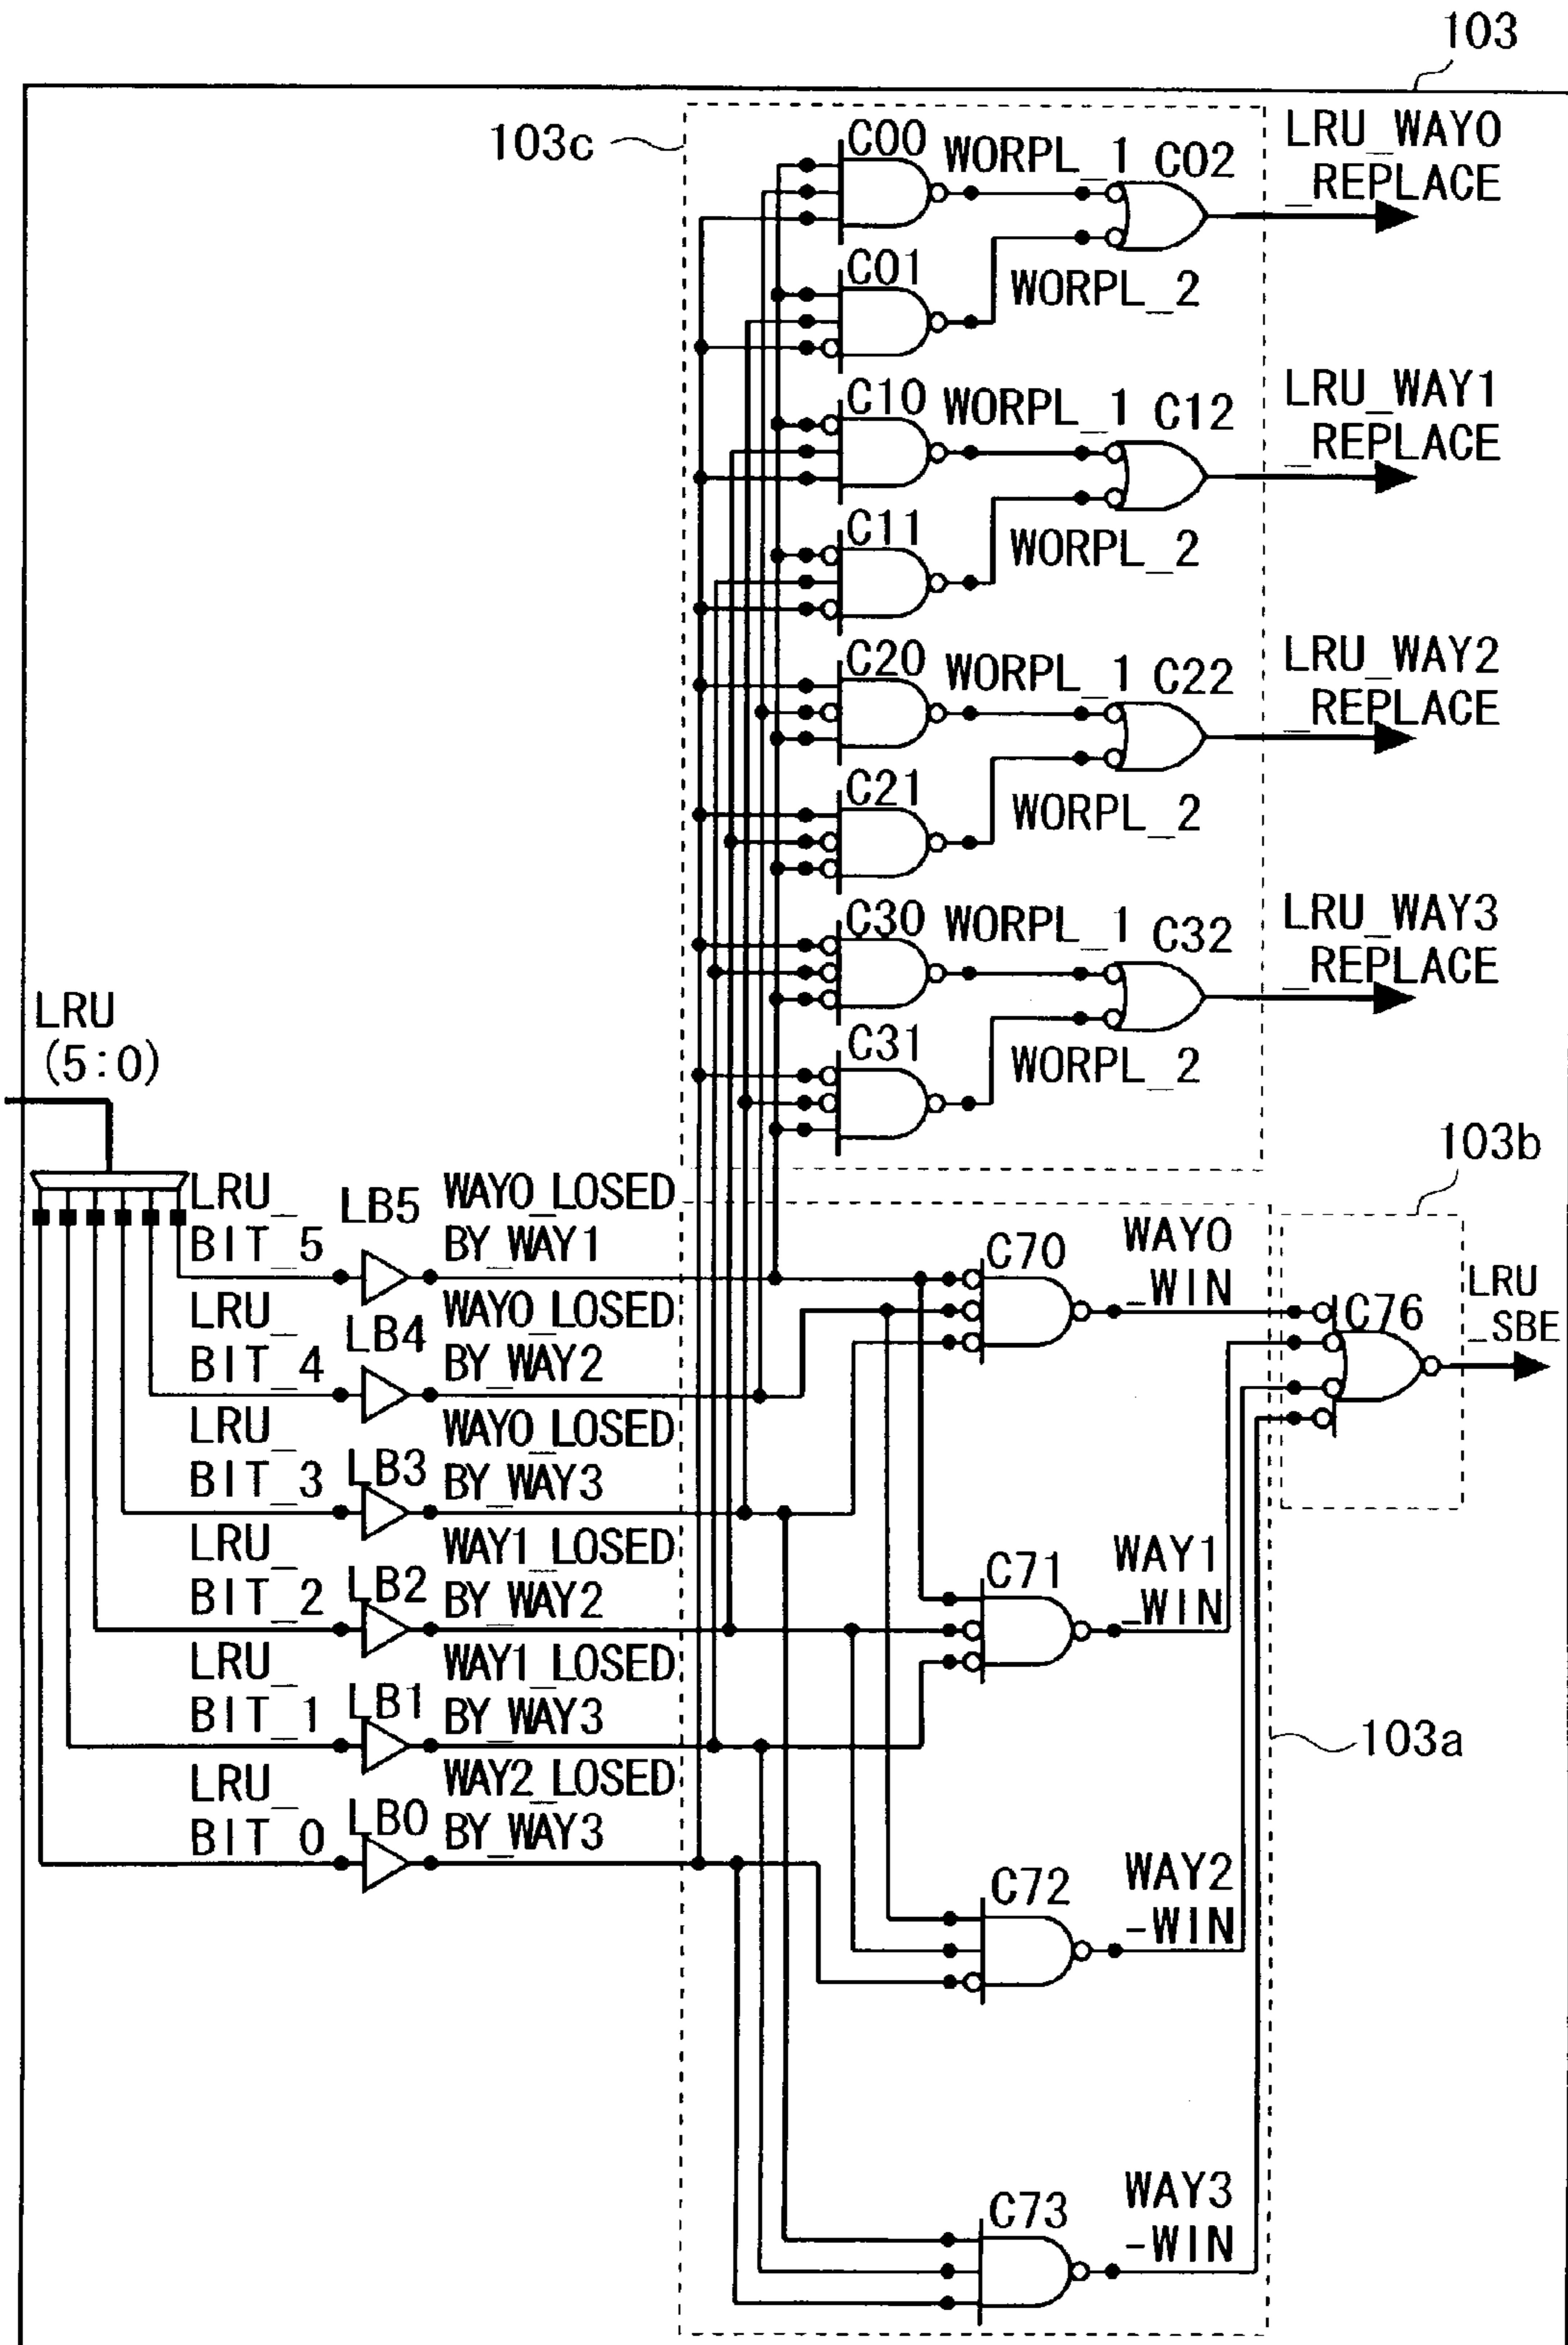 103
103c
C00
WORPL_1
C02
LRU_WAY0
_REPLACE
C01
WORPL_2
C10
WORPL_1
C12
LRU_WAY1
_REPLACE
C11
WORPL_2
C20
WORPL_1
C22
LRU_WAY2
_REPLACE
C21
WORPL_2
C30
WORPL_1
C32
LRU_WAY3
_REPLACE
C31
WORPL_2
LRU
(5:0)
103b
LRU_
BIT_5
LB5
WAY0_LOSED
BY_WAY1
C70
WAY0
_WIN
C76
LRU
_SBE
LRU_
BIT_4
LB4
WAY0_LOSED
BY_WAY2
LRU_
BIT_3
LB3
WAY0_LOSED
BY_WAY3
LRU_
BIT_2
LB2
WAY1_LOSED
BY_WAY2
C71
WAY1
_WIN
LRU_
BIT_1
LB1
WAY1_LOSED
BY_WAY3
103a
LRU_
BIT_0
LB0
WAY2_LOSED
BY_WAY3
C72
WAY2
-WIN
C73
WAY3
-WIN